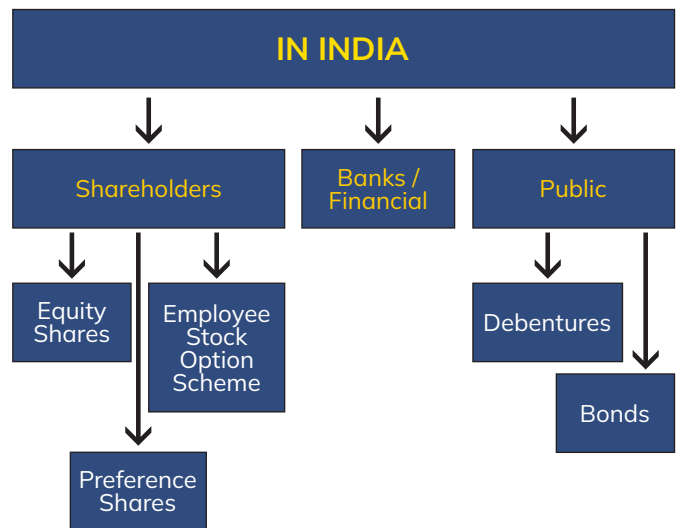 IN INDIA
Shareholders
Banks /
Financial
Public
Equity
Shares
Employee
Stock
Option
Scheme
Debentures
Bonds
Preference
Shares